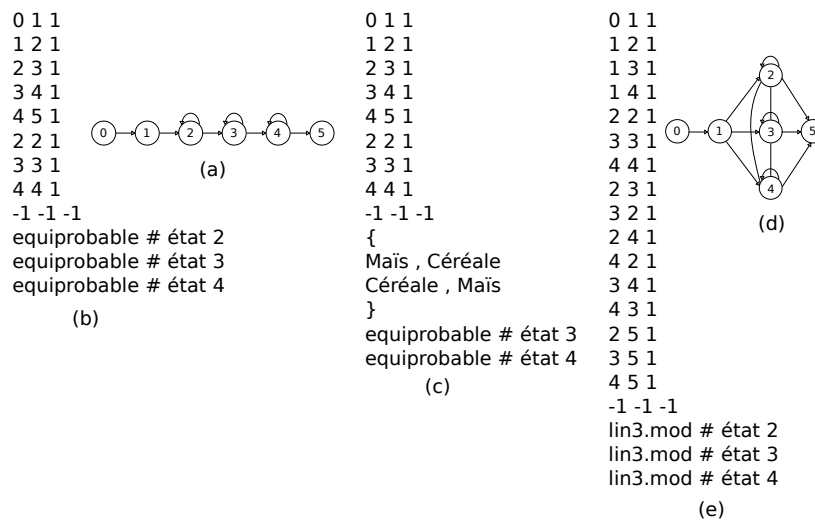 0 1 1
1 2 1
2 3 1
3 4 1
4 5 1
2 2 1
3 3 1
4 4 1
-1 -1 -1
equiprobable # état 2
equiprobable # état 3
equiprobable # état 4
(b)
0 1 2 3 4 5
(a)
0 1 1
1 2 1
2 3 1
3 4 1
4 5 1
2 2 1
3 3 1
4 4 1
-1 -1 -1
{
Maïs , Céréale
Céréale , Maïs
}
equiprobable # état 3
equiprobable # état 4
(c)
0 1 1
1 2 1
1 3 1
1 4 1
2 2 1
3 3 1
4 4 1
2 3 1
3 2 1
2 4 1
4 2 1
3 4 1
4 3 1
2 5 1
3 5 1
4 5 1
-1 -1 -1
lin3.mod # état 2
lin3.mod # état 3
lin3.mod # état 4
(e)
2
0 1 3 5
4
(d)